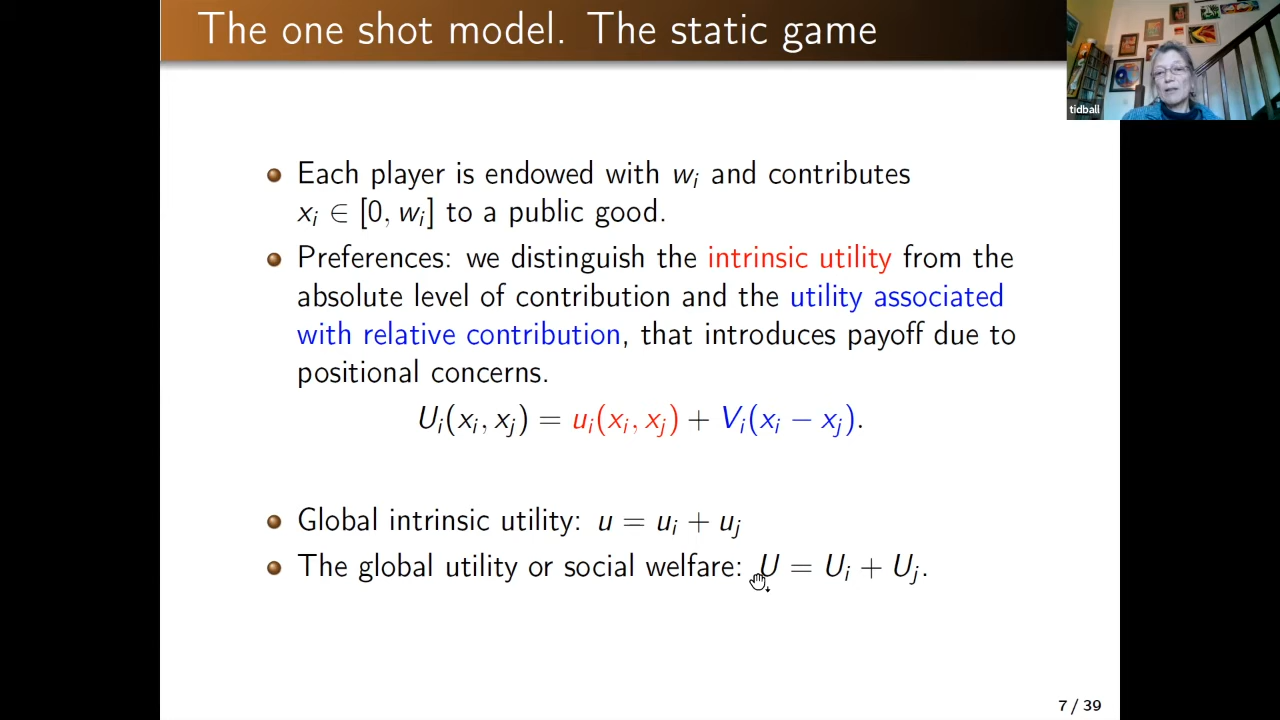 The one shot model. The static game
tidball
Each player is endowed with wᵢ and contributes
xᵢ ∈ [0, wᵢ] to a public good.
Preferences: we distinguish the intrinsic utility from the
absolute level of contribution and the utility associated
with relative contribution, that introduces payoff due to
positional concerns.
Uᵢ(xᵢ, xⱼ) = uᵢ(xᵢ, xⱼ) + Vᵢ(xᵢ − xⱼ).
Global intrinsic utility: u = uᵢ + uⱼ
The global utility or social welfare: U = Uᵢ + Uⱼ.
7 / 39